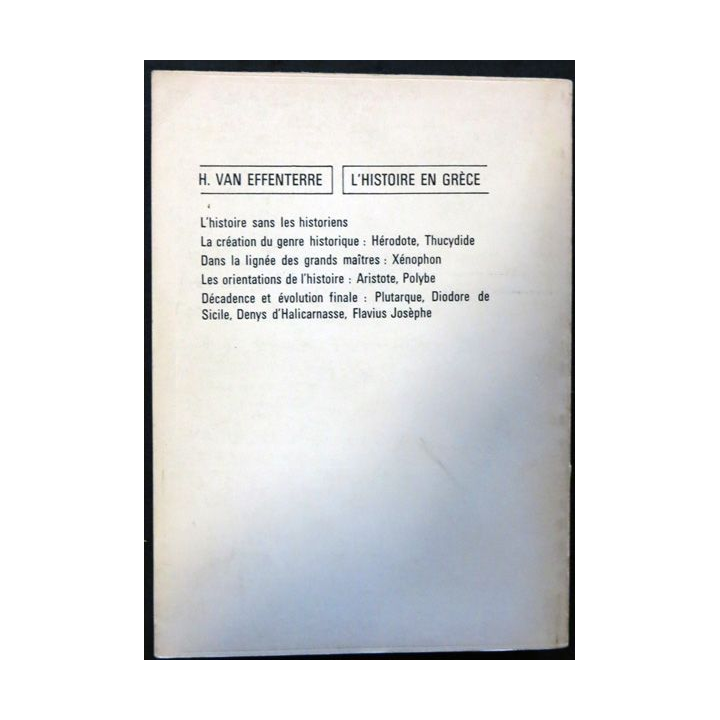 H. VAN EFFENTERRE L'HISTOIRE EN GRÈCE
L'histoire sans les historiens
La création du genre historique : Hérodote, Thucydide
Dans la lignée des grands maîtres : Xénophon
Les orientations de l'histoire : Aristote, Polybe
Décadence et évolution finale : Plutarque, Diodore de
Sicile, Denys d'Halicarnasse, Flavius Josèphe